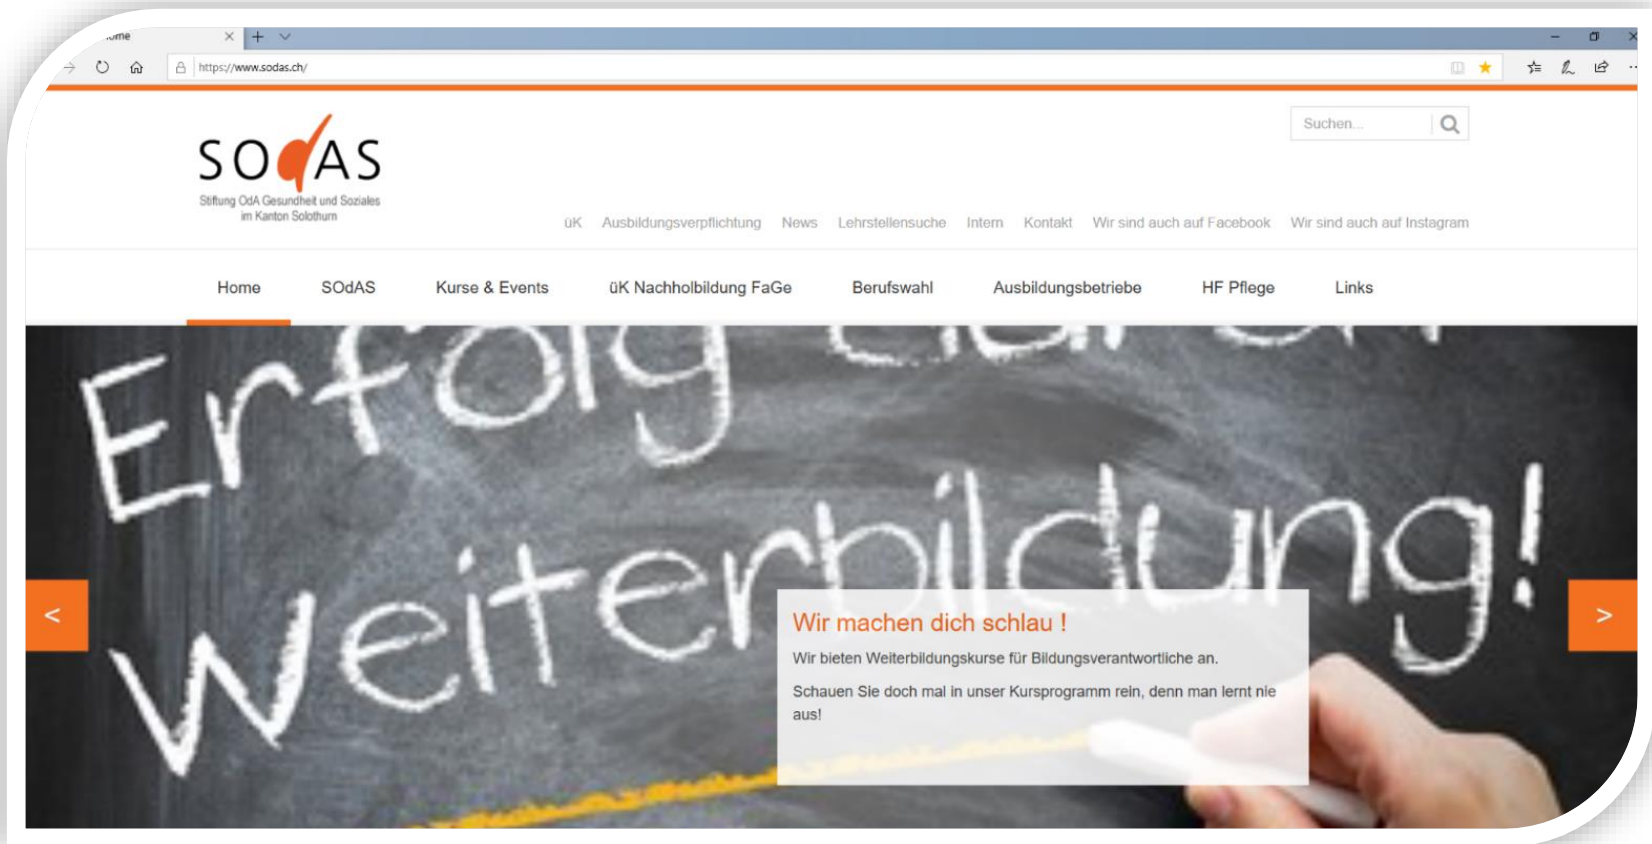 ome
https://www.sodas.ch/
Suchen...
SOdAS
Stiftung OdA Gesundheit und Soziales
im Kanton Solothurn
üK Ausbildungsverpflichtung News Lehrstellensuche Intern Kontakt Wir sind auch auf Facebook Wir sind auch auf Instagram
Home SOdAS Kurse & Events üK Nachholbildung FaGe Berufswahl Ausbildungsbetriebe HF Pflege Links
Erfolg durch
Weiterbildung!
<
>
Wir machen dich schlau !
Wir bieten Weiterbildungskurse für Bildungsverantwortliche an.
Schauen Sie doch mal in unser Kursprogramm rein, denn man lernt nie
aus!